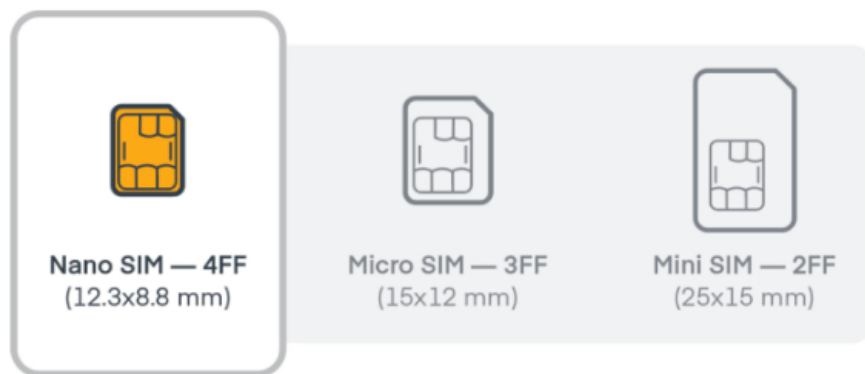 Nano SIM — 4FF
(12.3x8.8 mm)
Micro SIM — 3FF
(15x12 mm)
Mini SIM — 2FF
(25x15 mm)